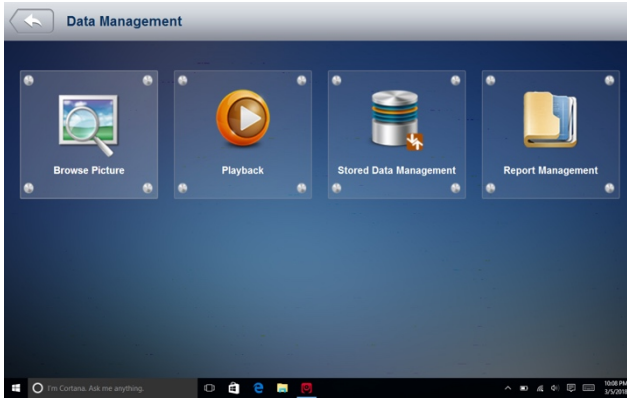 Data Management
Browse Picture
Playback
Stored Data Management
Report Management
I'm Cortana. Ask me anything.
10:08 PM
3/5/2018